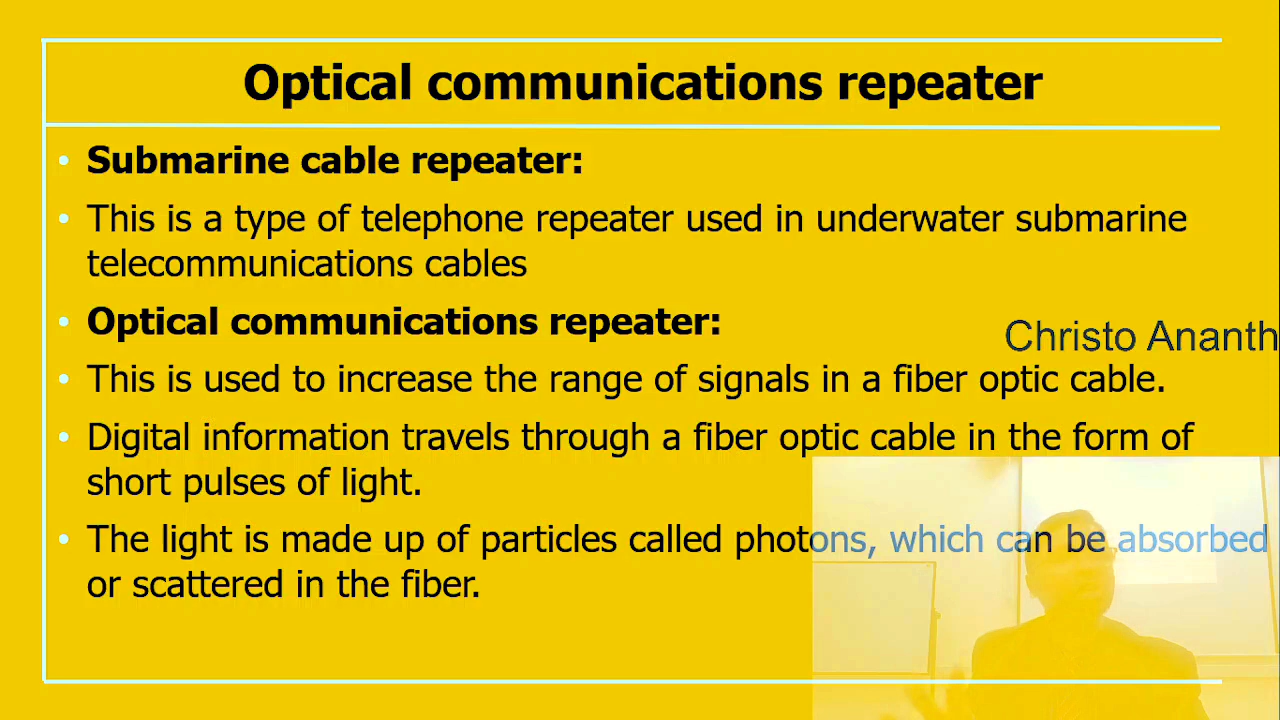 Optical communications repeater
• Submarine cable repeater:
• This is a type of telephone repeater used in underwater submarine
telecommunications cables
• Optical communications repeater:
Christo Ananth
• This is used to increase the range of signals in a fiber optic cable.
• Digital information travels through a fiber optic cable in the form of
short pulses of light.
• The light is made up of particles called photons, which can be absorbed
or scattered in the fiber.